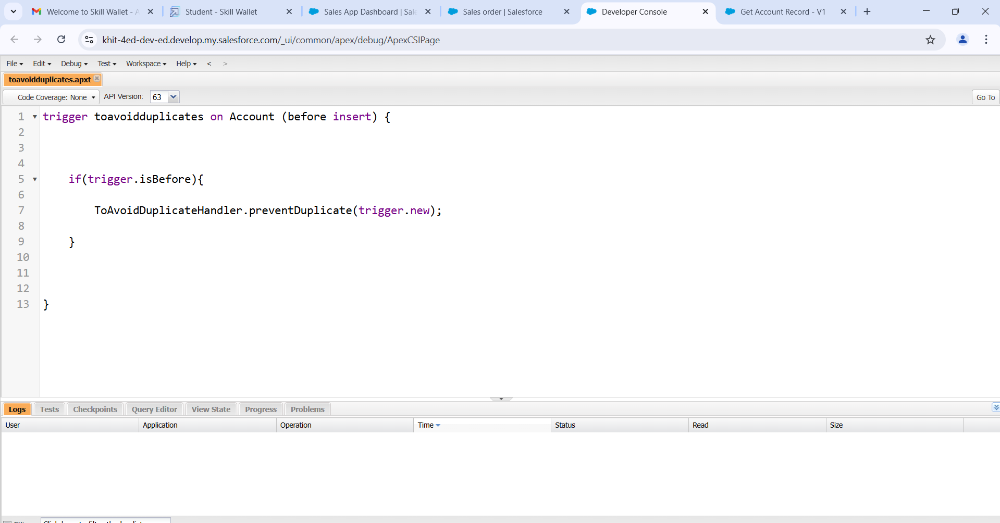 Welcome to Skill Wallet - A
Student - Skill Wallet
Sales App Dashboard | Sale
Sales order | Salesforce
Developer Console
Get Account Record - V1
khit-4ed-dev-ed.develop.my.salesforce.com/_ui/common/apex/debug/ApexCSIPage
File Edit Debug Test Workspace Help < >
toavoidduplicates.apxt
Code Coverage: None API Version: 63 Go To
1 trigger toavoidduplicates on Account (before insert) {
2
3
4
5 if(trigger.isBefore){
6
7 ToAvoidDuplicateHandler.preventDuplicate(trigger.new);
8
9 }
10
11
12
13 }
Logs Tests Checkpoints Query Editor View State Progress Problems
User Application Operation Time Status Read Size